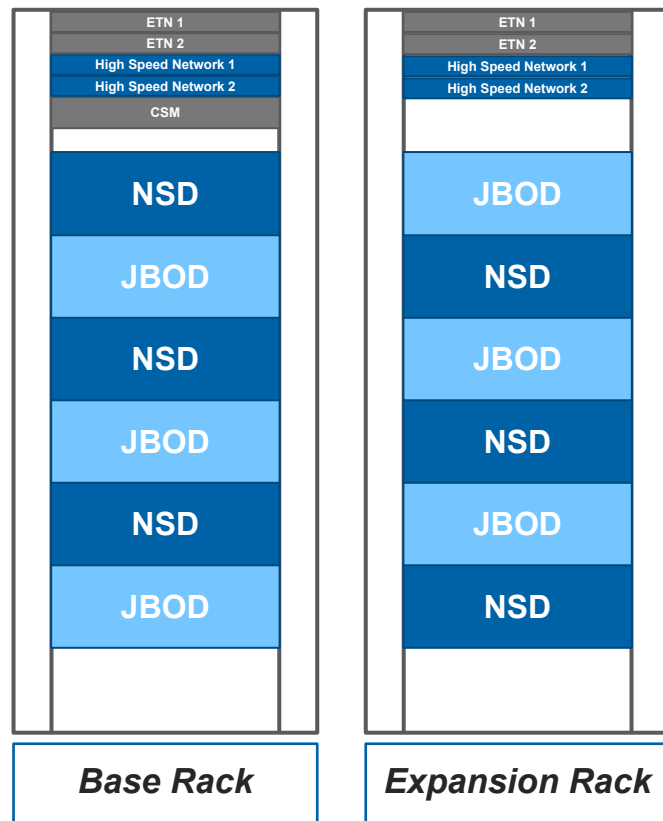 ETN 1
ETN 2
High Speed Network 1
High Speed Network 2
CSM
NSD
JBOD
NSD
JBOD
NSD
JBOD
Base Rack
ETN 1
ETN 2
High Speed Network 1
High Speed Network 2
JBOD
NSD
JBOD
NSD
JBOD
NSD
Expansion Rack